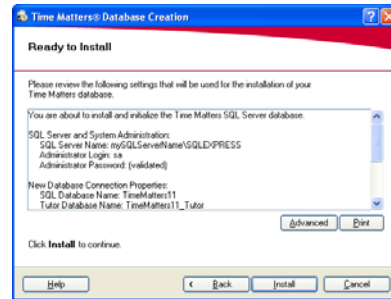 Time Matters® Database Creation
Ready to Install
Please review the following settings that will be used for the installation of your
Time Matters database.
You are about to install and initialize the Time Matters SQL Server database.
SQL Server and System Administration:
SQL Server Name: mySQLServerName\SQLEXPRESS
Administrator Login: sa
Administrator Password: (validated)
New Database Connection Properties:
SQL Database Name: TimeMatters11
Tutor Database Name: TimeMatters11_Tutor
Advanced Print
Click Install to continue.
Help < Back Install Cancel